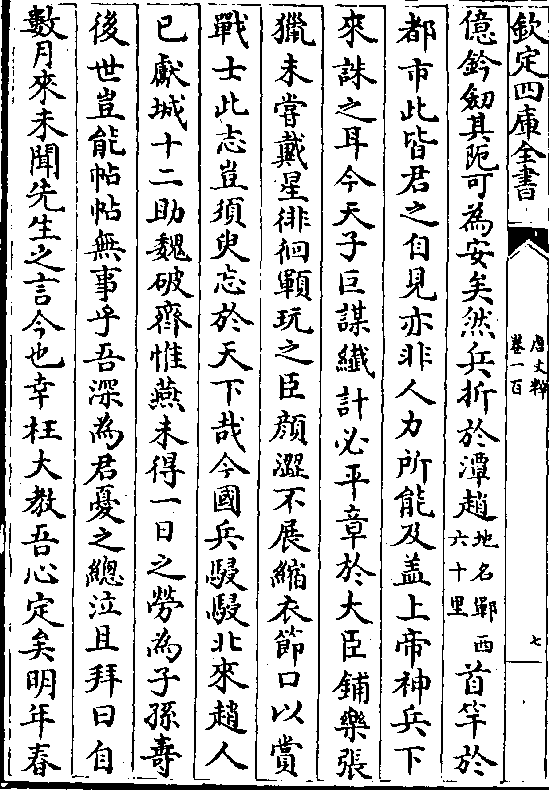 欽定四庫全書
唐文粹
卷一百
七
億鈐劒其阨可為安矣然兵折於潭趙地名鄴西六十里首竿於
都市此皆君之自見亦非人力所能及盖上帝神兵下
來誅之耳今天子巨謀纎計必平章於大臣鋪樂張
獵未嘗戴星徘徊顒玩之臣顔澀不展縮衣節口以賞
戰士此志豈須臾忘於天下哉今國兵駸駸北來趙人
已獻城十二助魏破齊惟燕未得一日之勞為子孫壽
後世豈能帖帖無事乎吾深為君憂之總泣且拜曰自
數月來未聞先生之言今也幸枉大教吾心定矣明年春